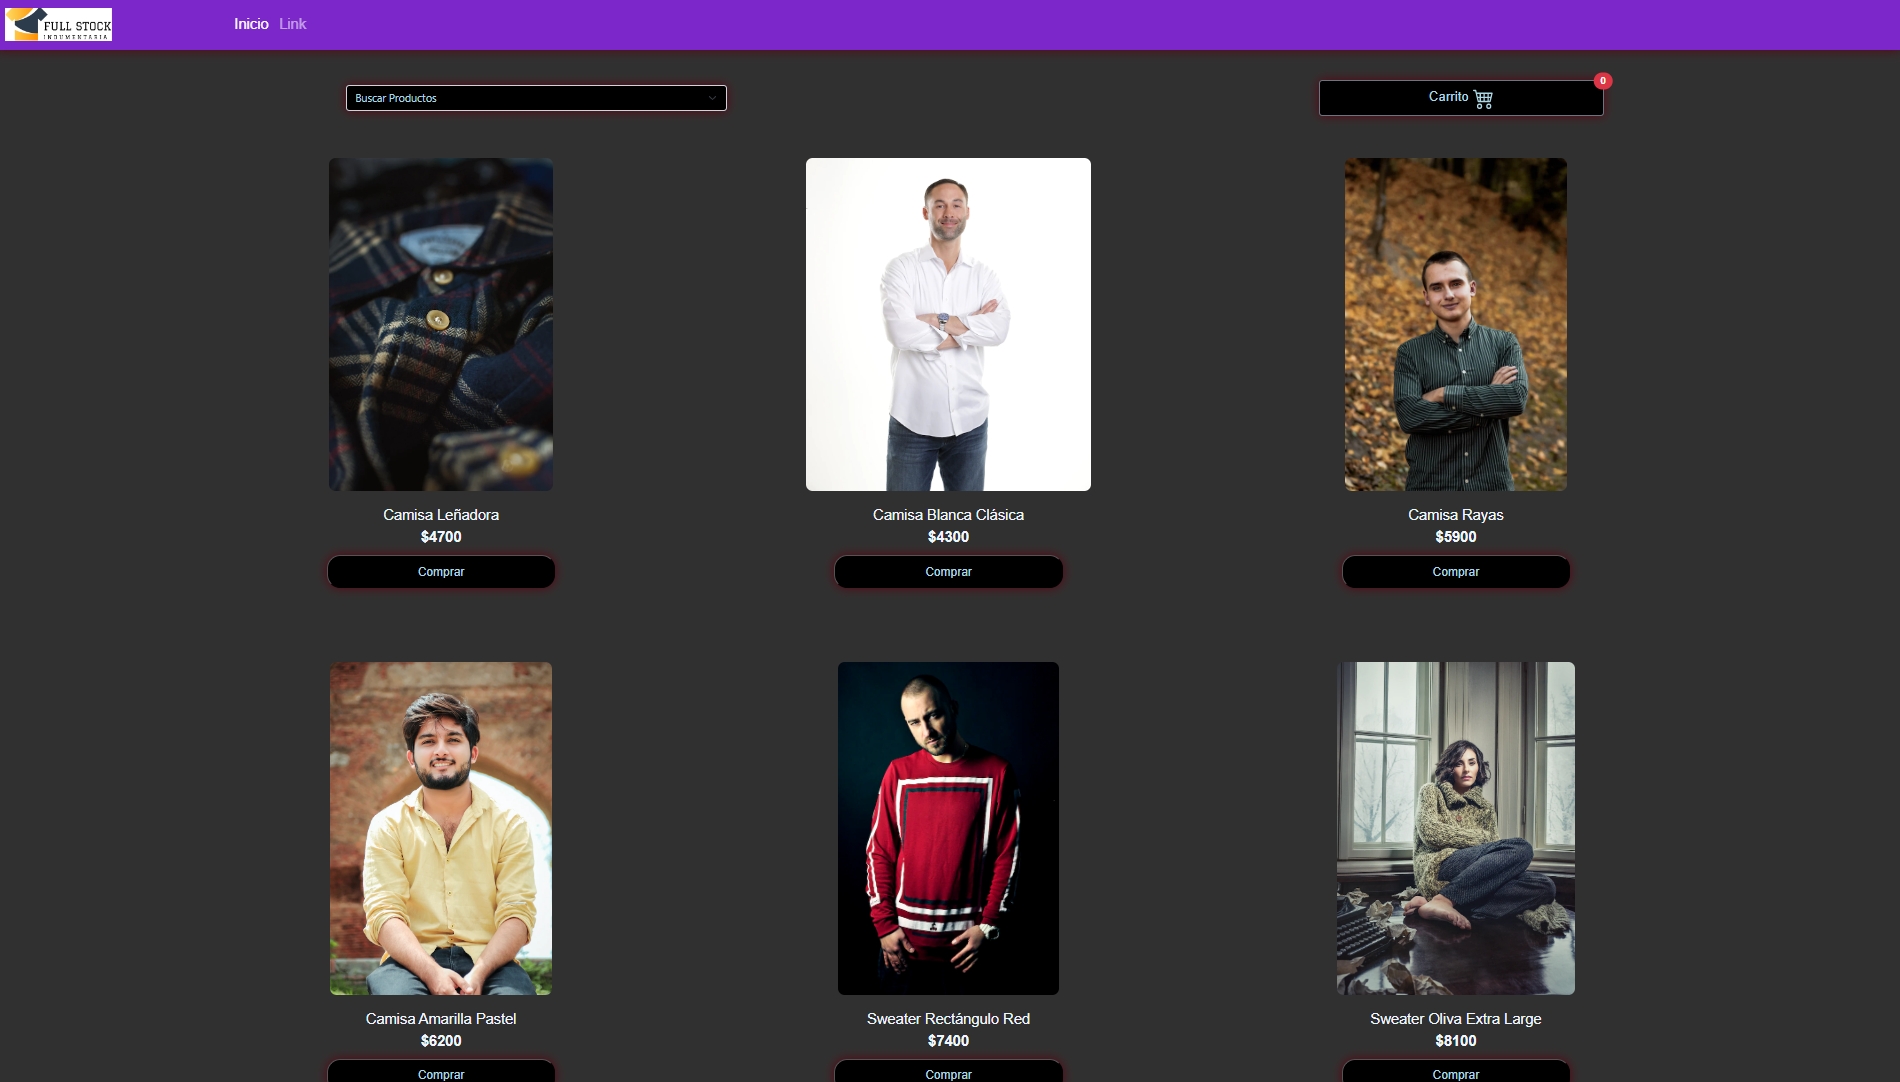 FULL STOCK
INDUMENTARIA
Inicio Link
Buscar Productos
Carrito
0
Camisa Leñadora
$4700
Comprar
Camisa Blanca Clásica
$4300
Comprar
Camisa Rayas
$5900
Comprar
Camisa Amarilla Pastel
$6200
Comprar
Sweater Rectángulo Red
$7400
Comprar
Sweater Oliva Extra Large
$8100
Comprar